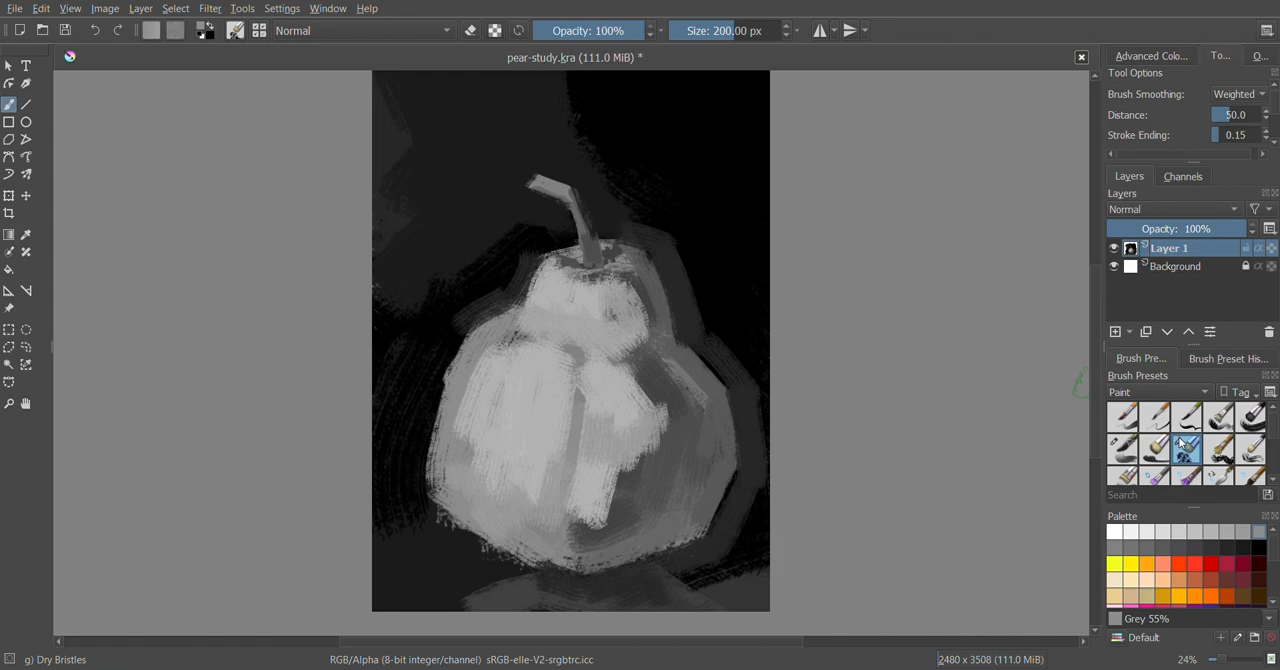 File Edit View Image Layer Select Filter Tools Settings Window Help
Normal Opacity: 100% Size: 200.00 px
pear-study.kra (111.0 MiB) *
Advanced Colo... To... O...
Tool Options
Brush Smoothing: Weighted
Distance: 50.0
Stroke Ending: 0.15
Layers Channels
Layers
Normal
Opacity: 100%
Layer 1
Background
Brush Pre... Brush Preset His...
Brush Presets
Paint Tag
Search
Palette
Grey 55%
Default
g) Dry Bristles RGB/Alpha (8-bit integer/channel) sRGB-elle-V2-srgbtrc.icc 2480 x 3508 (111.0 MiB) 24%